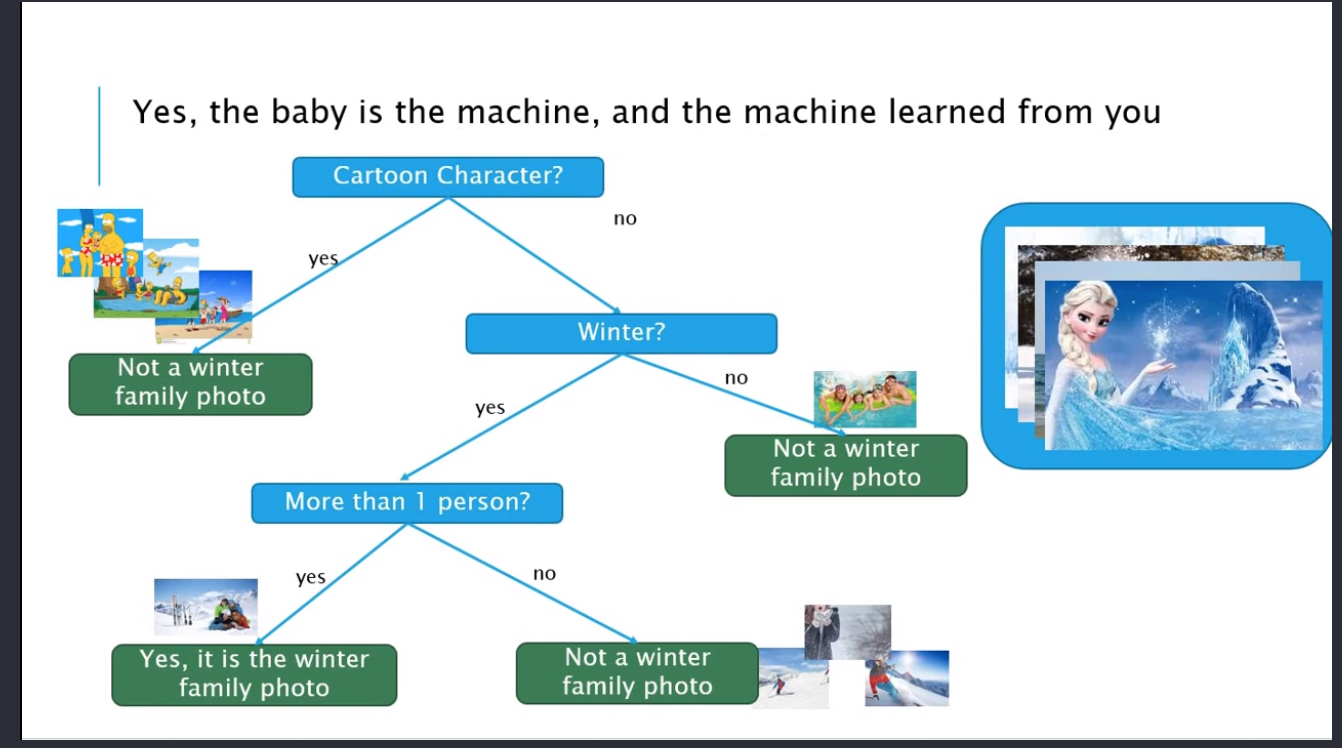 Yes, the baby is the machine, and the machine learned from you
Cartoon Character?
no
yes
Winter?
Not a winter
family photo
no
yes
Not a winter
family photo
More than 1 person?
yes
no
Yes, it is the winter
family photo
Not a winter
family photo